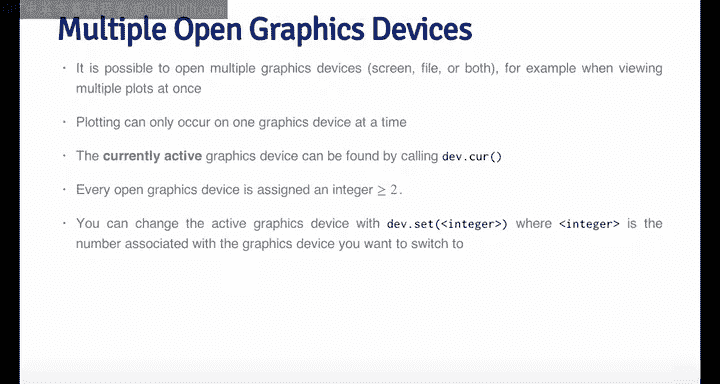 Multiple Open Graphics Devices
· It is possible to open multiple graphics devices (screen, file, or both), for example when viewing
multiple plots at once
· Plotting can only occur on one graphics device at a time
· The currently active graphics device can be found by calling dev.cur()
· Every open graphics device is assigned an integer ≥ 2.
· You can change the active graphics device with dev.set(<integer>) where <integer> is the
number associated with the graphics device you want to switch to